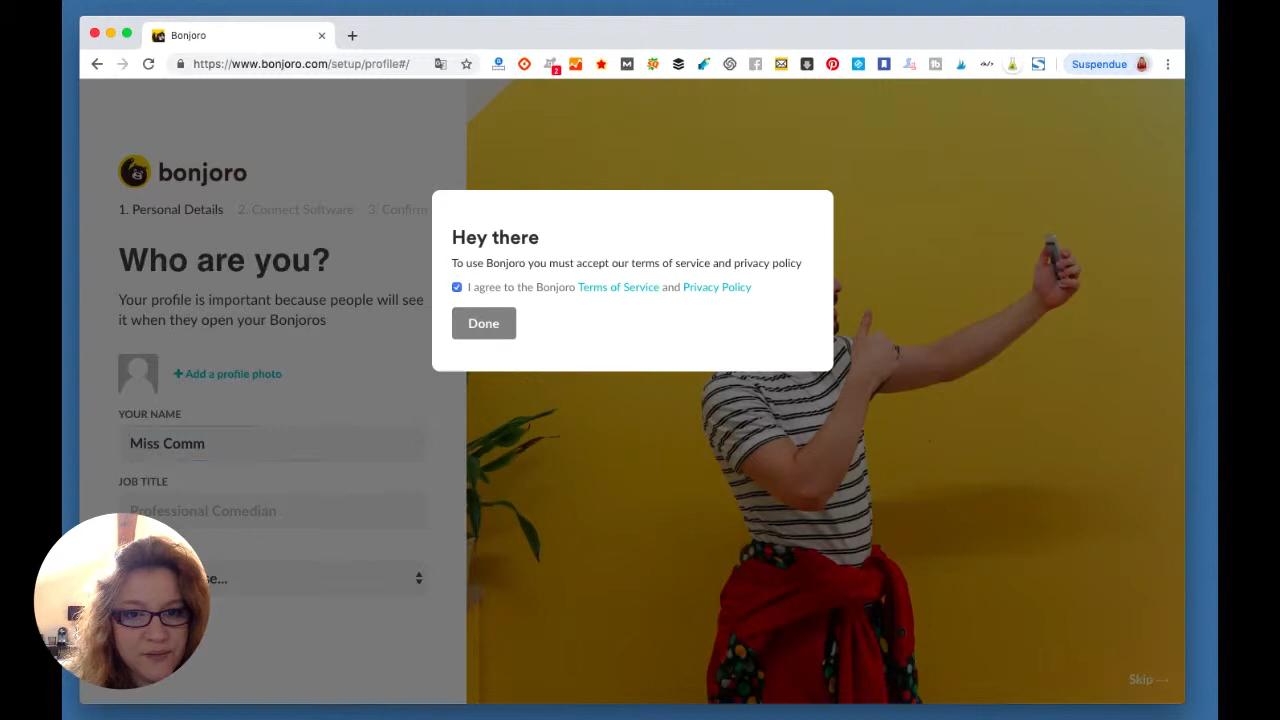 Bonjoro
https://www.bonjoro.com/setup/profile#/
2
Suspendue
bonjoro
1. Personal Details 2. Connect Software 3. Confirm
Who are you?
Your profile is important because people will see
it when they open your Bonjoros
+ Add a profile photo
YOUR NAME
Miss Comm
JOB TITLE
Professional Comedian
se...
Hey there
To use Bonjoro you must accept our terms of service and privacy policy
I agree to the Bonjoro Terms of Service and Privacy Policy
Done
Skip →